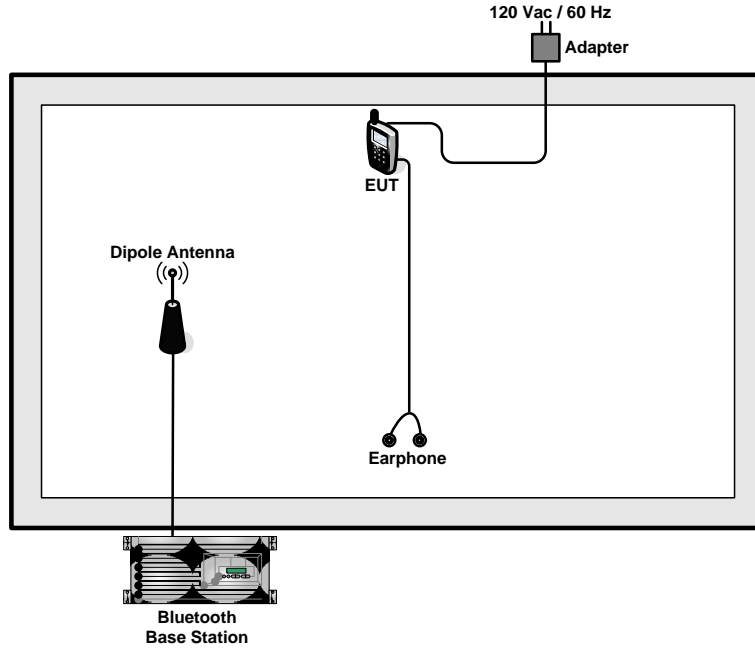 120 Vac / 60 Hz
Adapter
EUT
Dipole Antenna
Earphone
Bluetooth
Base Station